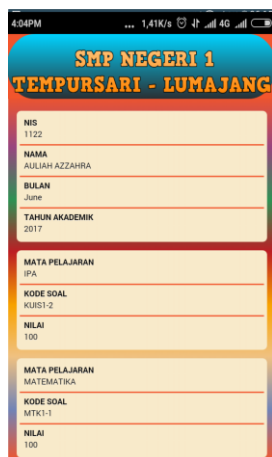 4:04PM ... 1,41K/s 4G
SMP NEGERI 1
TEMPURSARI - LUMAJANG
NIS
1122
NAMA
AULIAH AZZAHRA
BULAN
June
TAHUN AKADEMIK
2017
MATA PELAJARAN
IPA
KODE SOAL
KUIS1-2
NILAI
100
MATA PELAJARAN
MATEMATIKA
KODE SOAL
MTK1-1
NILAI
100